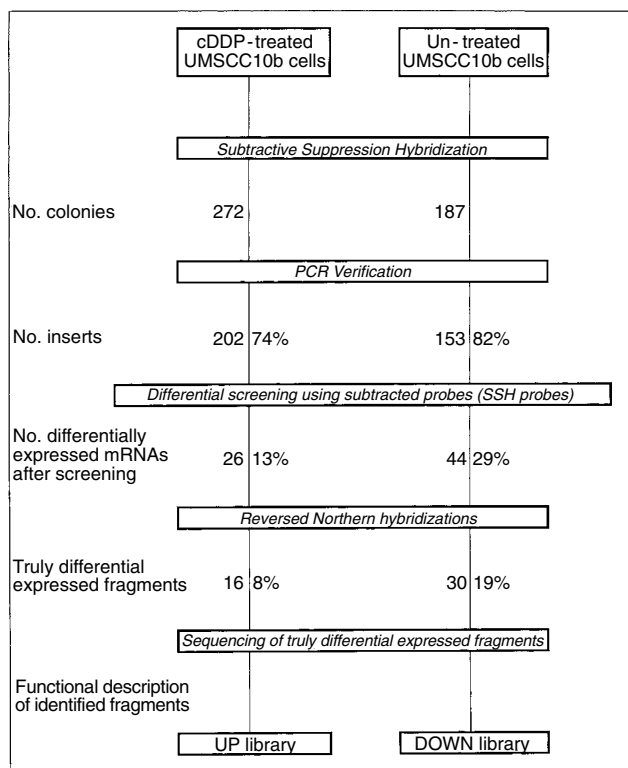 cDDP-treated
UMSCC10b cells
Un-treated
UMSCC10b cells
Subtractive Suppression Hybridization
No. colonies
272
187
PCR Verification
No. inserts
202 74%
153 82%
Differential screening using subtracted probes (SSH probes)
No. differentially
expressed mRNAs
after screening
26 13%
44 29%
Reversed Northern hybridizations
Truly differential
expressed fragments
16 8%
30 19%
Sequencing of truly differential expressed fragments
Functional description
of identified fragments
UP library
DOWN library